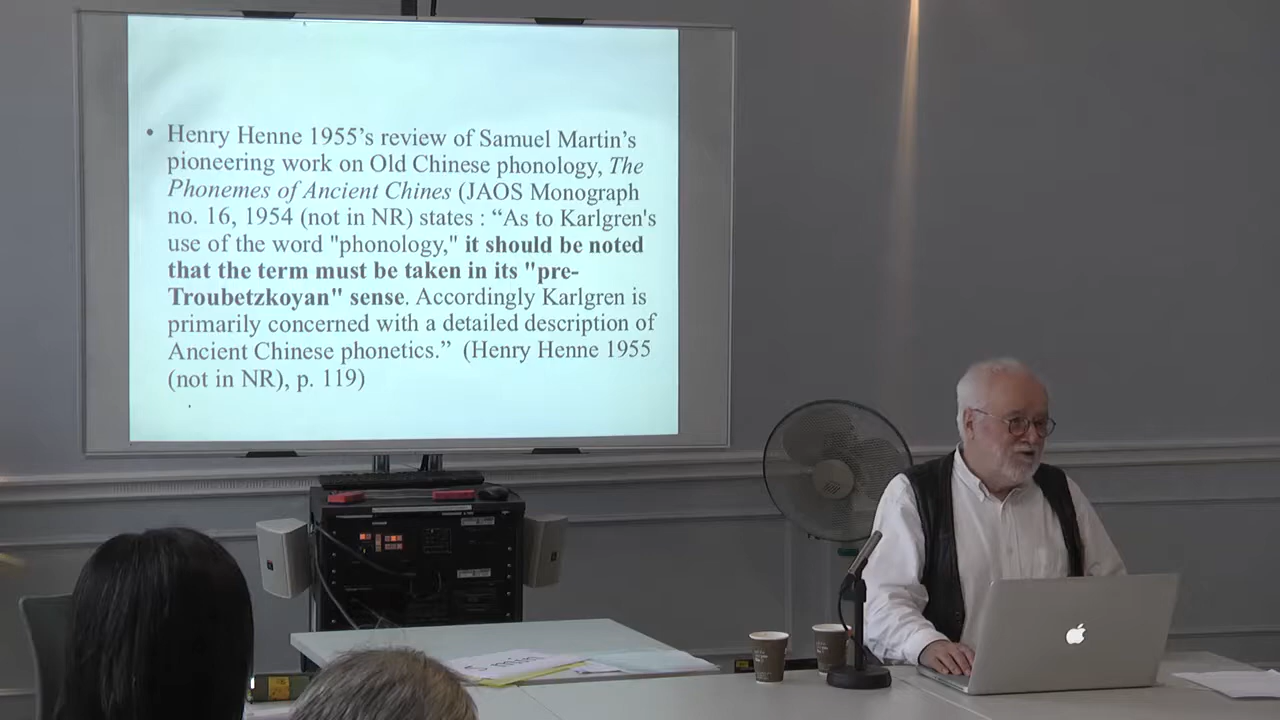 • Henry Henne 1955’s review of Samuel Martin’s
pioneering work on Old Chinese phonology, The
Phonemes of Ancient Chines (JAOS Monograph
no. 16, 1954 (not in NR) states : “As to Karlgren's
use of the word "phonology," it should be noted
that the term must be taken in its "pre-
Troubetzkoyan" sense. Accordingly Karlgren is
primarily concerned with a detailed description of
Ancient Chinese phonetics.” (Henry Henne 1955
(not in NR), p. 119)
5 min